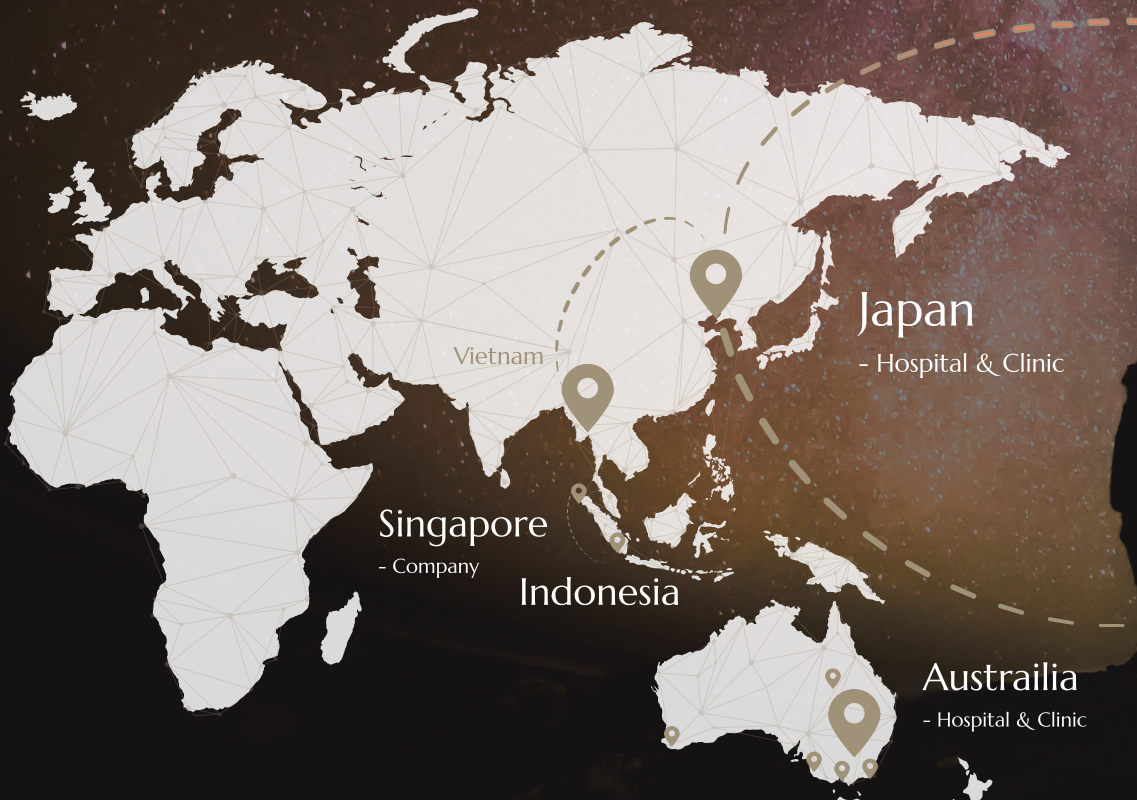 Japan
- Hospital & Clinic
Vietnam
Singapore
- Company
Indonesia
Austrailia
- Hospital & Clinic